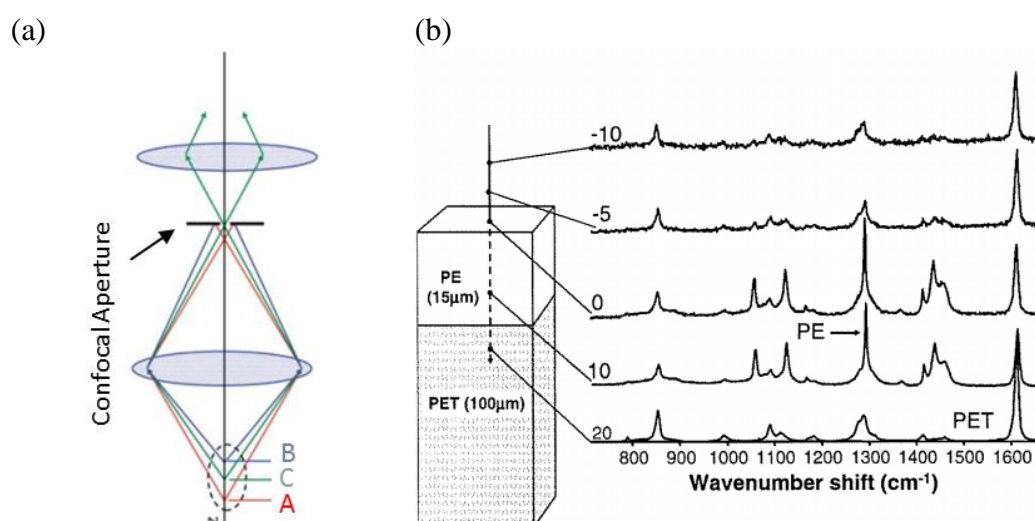 (a)
(b)
Confocal Aperture
B
C
A
PE
(15µm)
PET (100µm)
-10
-5
0
10
20
PE
PET
800 900 1000 1100 1200 1300 1400 1500 1600
Wavenumber shift (cm-1)